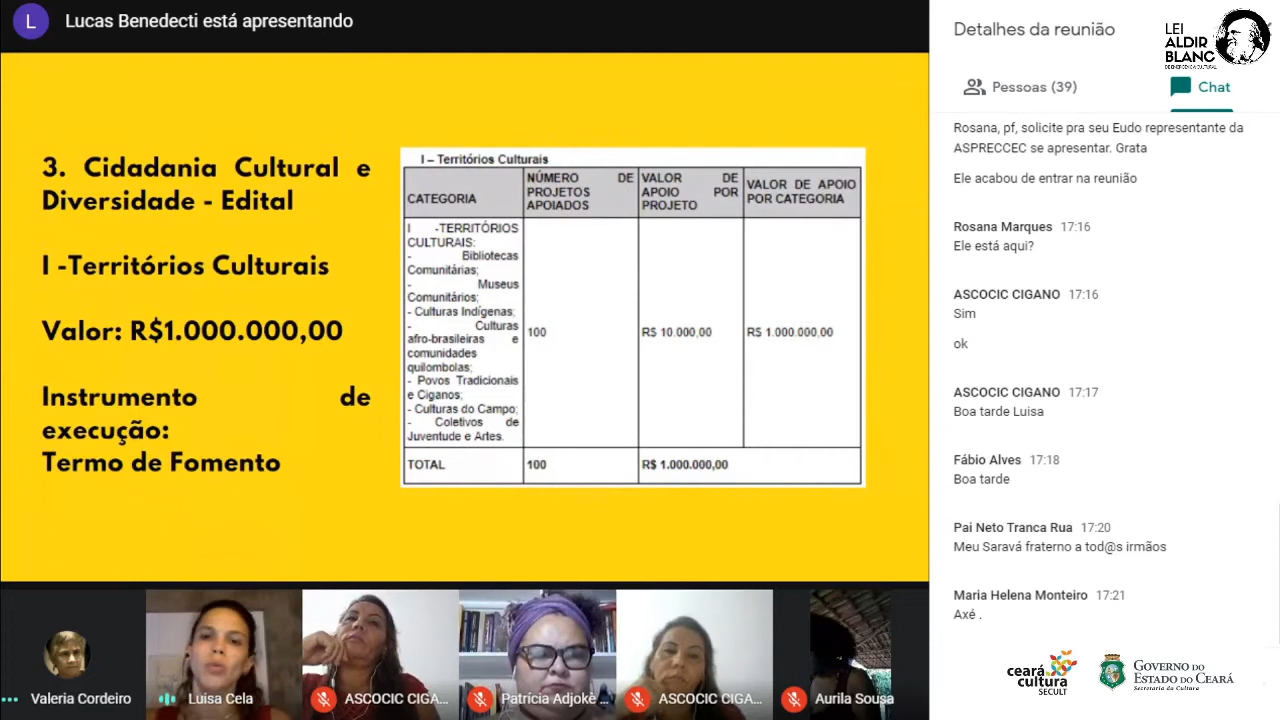 L
Lucas Benedecti está apresentando
3. Cidadania Cultural e
Diversidade - Edital
I -Territórios Culturais
Valor: R$1.000.000,00
Instrumento de
execução:
Termo de Fomento
I – Territórios Culturais
CATEGORIA
NÚMERO DE
PROJETOS
APOIADOS
VALOR DE
APOIO POR
PROJETO
VALOR DE APOIO
POR CATEGORIA
I -TERRITÓRIOS
CULTURAIS:
- Bibliotecas
Comunitárias;
- Museus
Comunitários;
- Culturas Indígenas;
- Culturas
afro-brasileiras e
comunidades
quilombolas;
- Povos Tradicionais
e Ciganos;
- Culturas do Campo;
- Coletivos de
Juventude e Artes.
100
R$ 10.000,00
R$ 1.000.000,00
TOTAL
100
R$ 1.000.000,00
Valeria Cordeiro
Luisa Cela
ASCOCIC CIGA...
Patrícia Adjokè ...
ASCOCIC CIGA...
Aurila Sousa
Detalhes da reunião
LEI
ALDIR
BLANC
DE EMERGÊNCIA CULTURAL
Pessoas (39)
Chat
Rosana, pf, solicite pra seu Eudo representante da
ASPRECCEC se apresentar. Grata
Ele acabou de entrar na reunião
Rosana Marques 17:16
Ele está aqui?
ASCOCIC CIGANO 17:16
Sim
ok
ASCOCIC CIGANO 17:17
Boa tarde Luisa
Fábio Alves 17:18
Boa tarde
Pai Neto Tranca Rua 17:20
Meu Saravá fraterno a tod@s irmãos
Maria Helena Monteiro 17:21
Axé .
ceará
cultura
SECULT
GOVERNO DO
ESTADO DO CEARÁ
Secretaria da Cultura